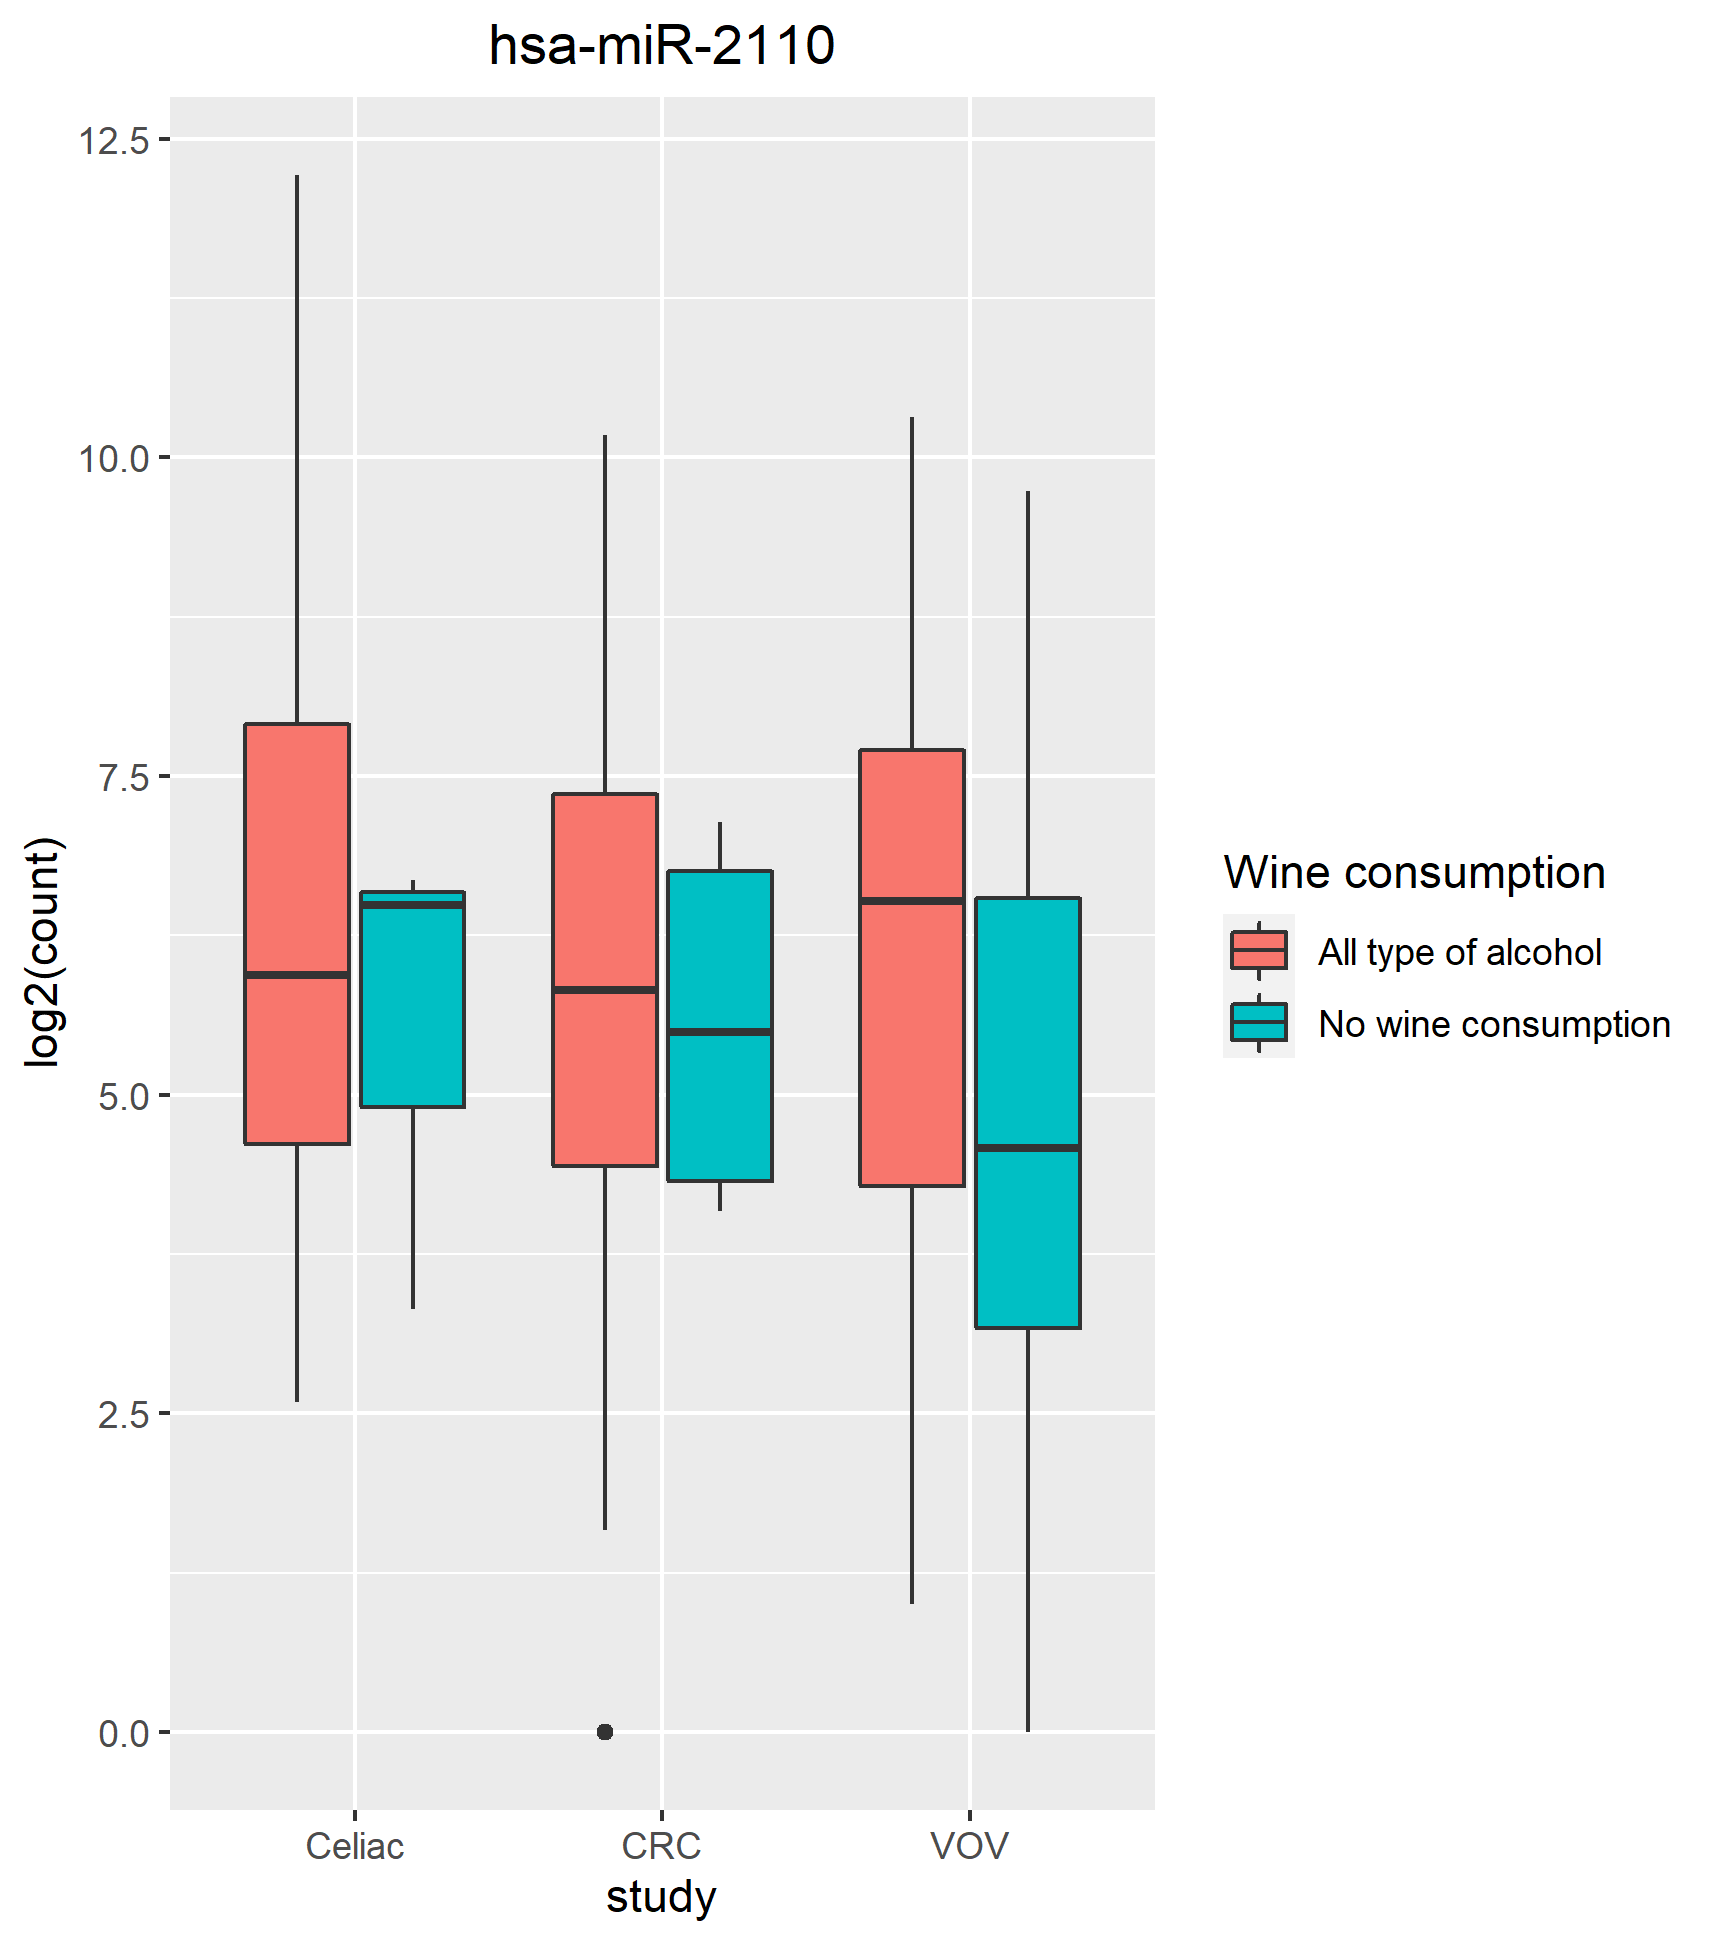 hsa-miR-2110
12.5
10.0
7.5
5.0
2.5
0.0
log2(count)
Celiac
CRC
VOV
study
Wine consumption
All type of alcohol
No wine consumption